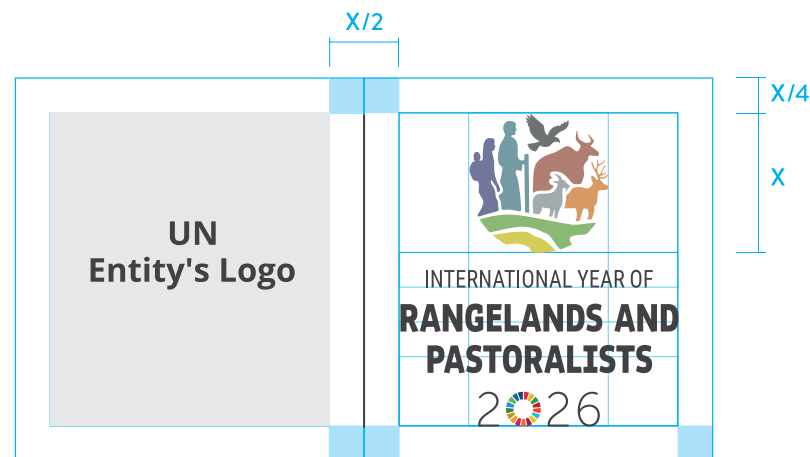 X/2
X/4
X
UN
Entity's Logo
INTERNATIONAL YEAR OF
RANGELANDS AND
PASTORALISTS
2026